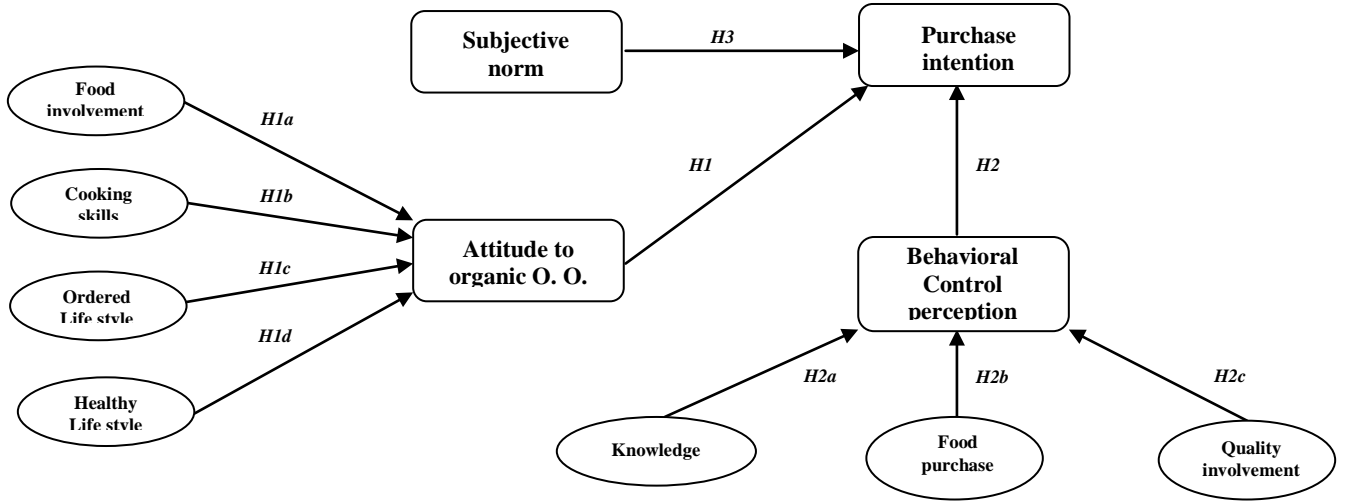 Subjective
norm
H3
Purchase
intention
Food
involvement
H1a
Cooking
skills
H1b
H1
H2
Attitude to
organic O. O.
Behavioral
Control
perception
Ordered
Life style
H1c
Healthy
Life style
H1d
H2a
H2b
H2c
Knowledge
Food
purchase
Quality
involvement